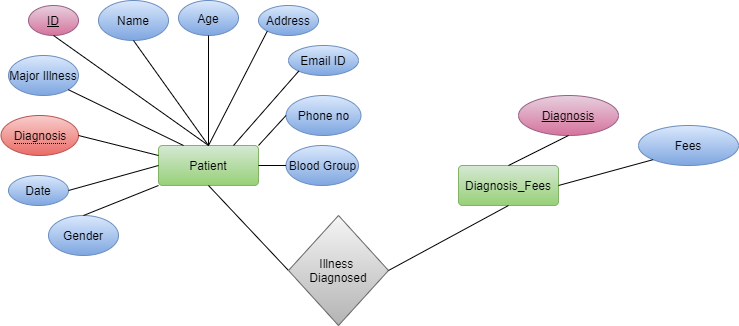 ID
Name
Age
Address
Major Illness
Email ID
Diagnosis
Phone no
Diagnosis
Fees
Patient
Blood Group
Date
Diagnosis_Fees
Gender
Illness
Diagnosed